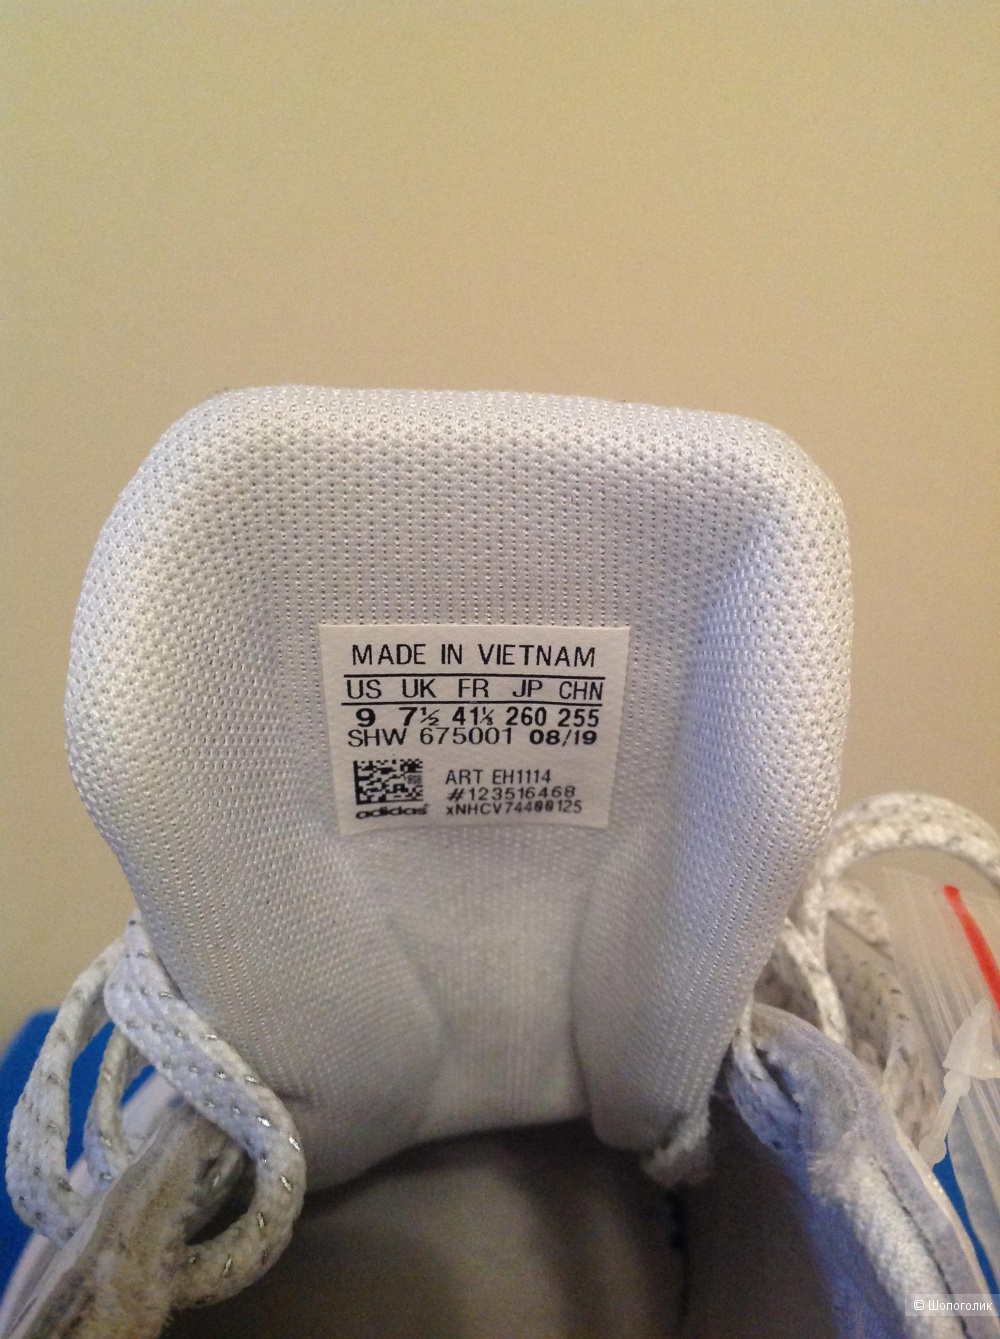 MADE IN VIETNAM
US UK FR JP CHN
9 7½ 41⅓ 260 255
SHW 675001 08/19
ART EH1114
#123516468
adidas xNHCV74400125
© Шопоголик